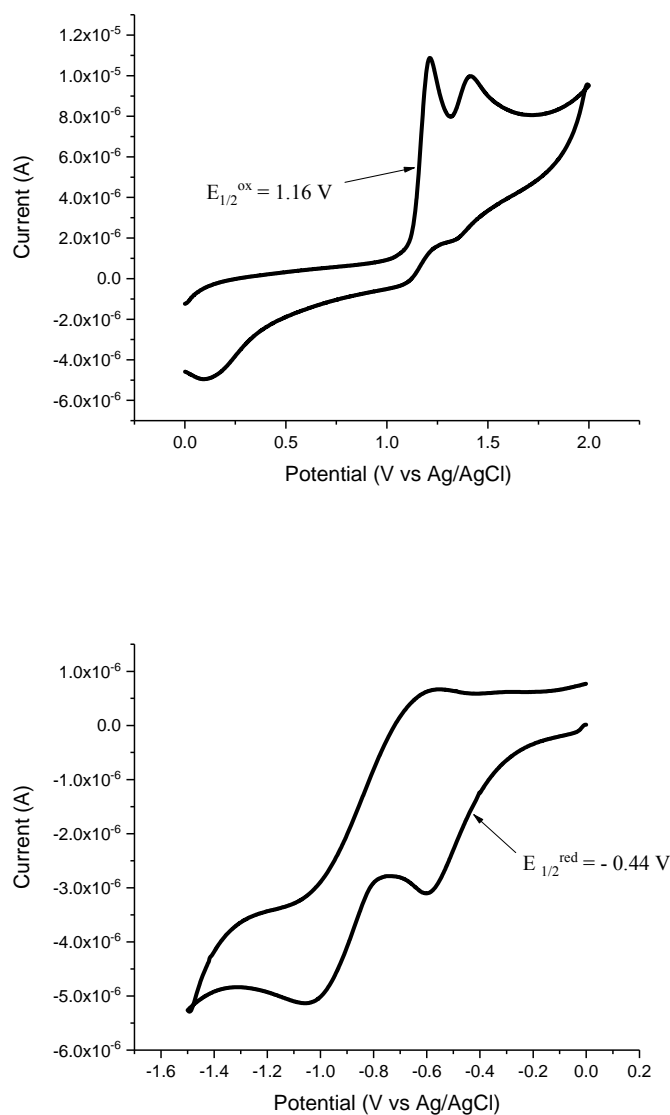 1.2x10⁻⁵
1.0x10⁻⁵
8.0x10⁻⁶
6.0x10⁻⁶
4.0x10⁻⁶
2.0x10⁻⁶
0.0
-2.0x10⁻⁶
-4.0x10⁻⁶
-6.0x10⁻⁶
Current (A)
E₁/₂ᵒˣ = 1.16 V
0.0 0.5 1.0 1.5 2.0
Potential (V vs Ag/AgCl)
1.0x10⁻⁶
0.0
-1.0x10⁻⁶
-2.0x10⁻⁶
-3.0x10⁻⁶
-4.0x10⁻⁶
-5.0x10⁻⁶
-6.0x10⁻⁶
Current (A)
E ₁/₂ʳᵉᵈ = - 0.44 V
-1.6 -1.4 -1.2 -1.0 -0.8 -0.6 -0.4 -0.2 0.0
Potential (V vs Ag/AgCl)